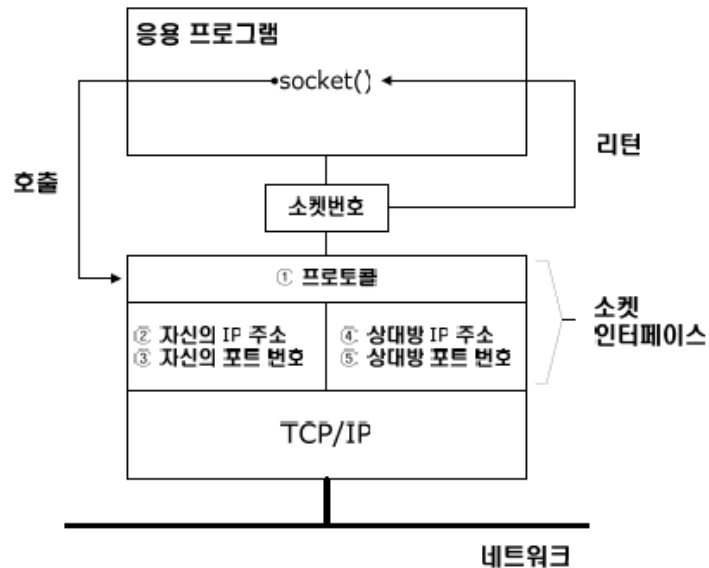 응용 프로그램
socket()
호출
리턴
소켓번호
① 프로토콜
② 자신의 IP 주소
③ 자신의 포트 번호
④ 상대방 IP 주소
⑤ 상대방 포트 번호
소켓
인터페이스
TCP/IP
네트워크